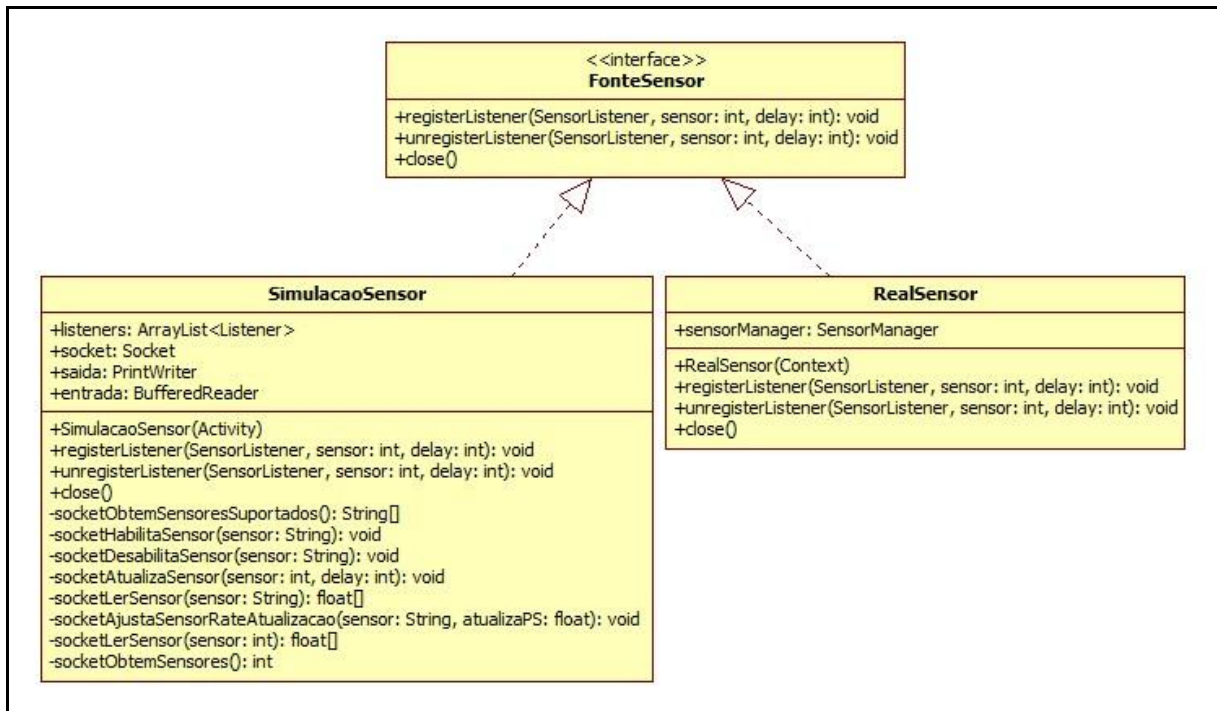 <<interface>>
FonteSensor
+registerListener(SensorListener, sensor: int, delay: int): void
+unregisterListener(SensorListener, sensor: int, delay: int): void
+close()
SimulacaoSensor
+listeners: ArrayList<Listener>
+socket: Socket
+saida: PrintWriter
+entrada: BufferedReader
+SimulacaoSensor(Activity)
+registerListener(SensorListener, sensor: int, delay: int): void
+unregisterListener(SensorListener, sensor: int, delay: int): void
+close()
-socketObtemSensoresSuportados(): String[]
-socketHabilitaSensor(sensor: String): void
-socketDesabilitaSensor(sensor: String): void
-socketAtualizaSensor(sensor: int, delay: int): void
-socketLerSensor(sensor: String): float[]
-socketAjustaSensorRateAtualizacao(sensor: String, atualizaPS: float): void
-socketLerSensor(sensor: int): float[]
-socketObtemSensores(): int
RealSensor
+sensorManager: SensorManager
+RealSensor(Context)
+registerListener(SensorListener, sensor: int, delay: int): void
+unregisterListener(SensorListener, sensor: int, delay: int): void
+close()